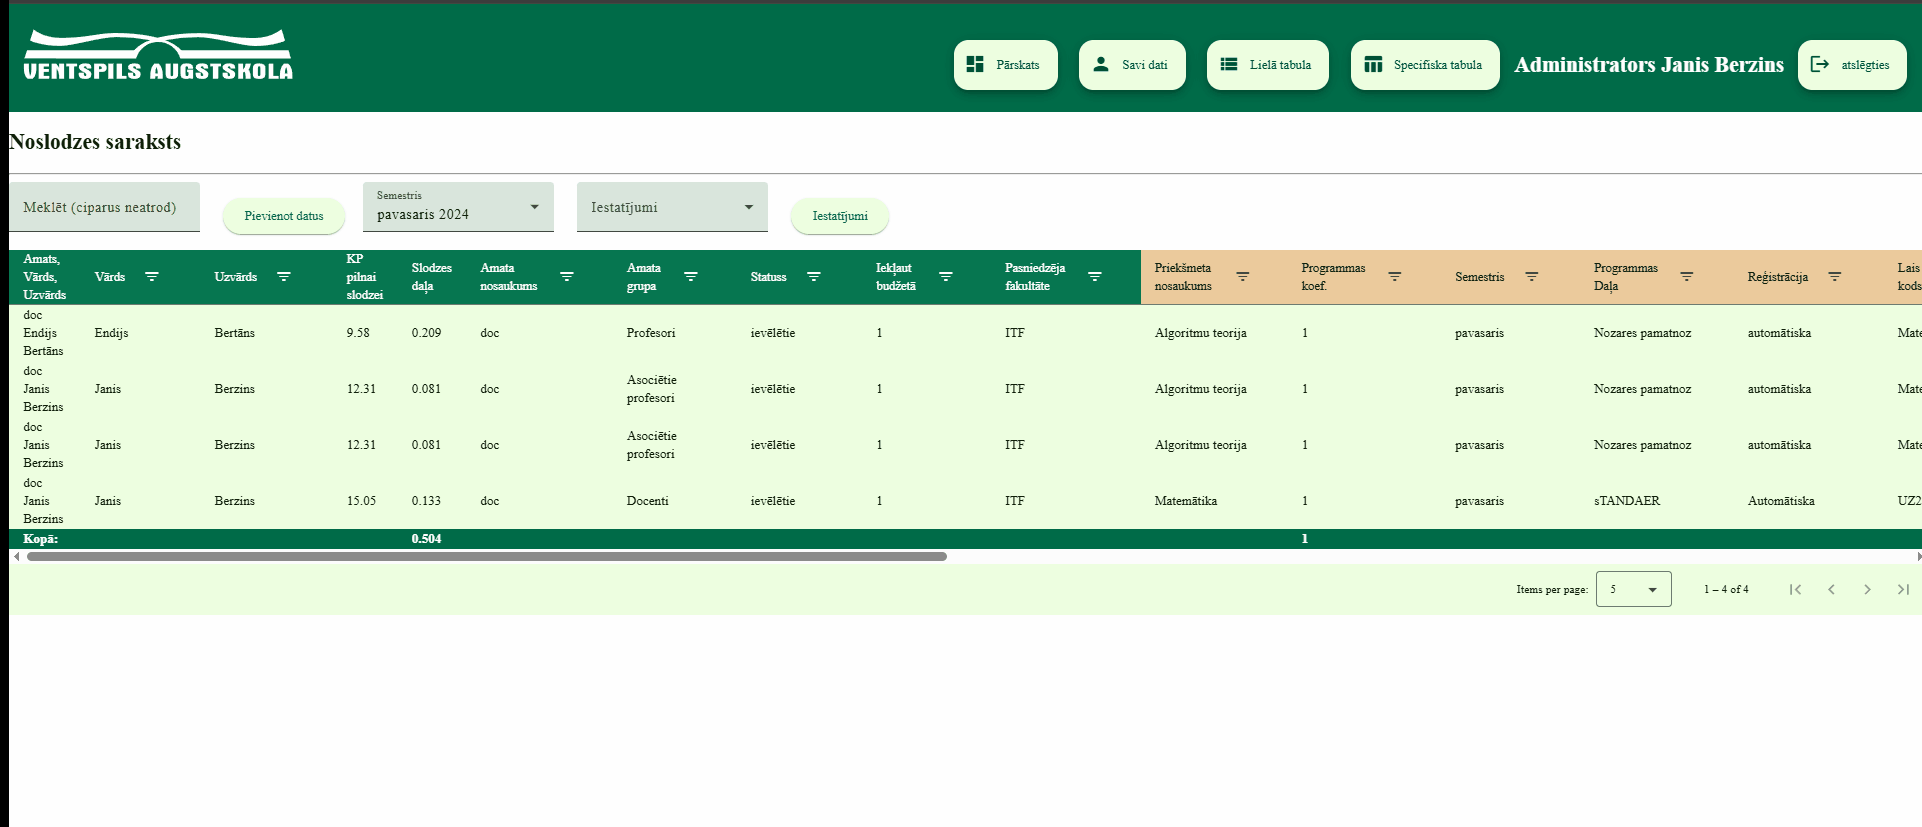 VENTSPILS AUGSTSKOLA
Pārskats
Savi dati
Lielā tabula
Specifiska tabula
Administrators Janis Berzins
atslēgties
Noslodzes saraksts
Meklēt (ciparus neatrod)
Pievienot datus
Semestris
pavasaris 2024
Iestatījumi
Iestatījumi
Amats,
Vārds,
Uzvārds
Vārds
Uzvārds
KP
pilnai
slodzei
Slodzes
daļa
Amata
nosaukums
Amata
grupa
Statuss
Iekļaut
budžetā
Pasniedzēja
fakultāte
Priekšmeta
nosaukums
Programmas
koef.
Semestris
Programmas
Daļa
Reģistrācija
Lais
kods
doc
Endijs
Bertāns
Endijs
Bertāns
9.58
0.209
doc
Profesori
ievēlētie
1
ITF
Algoritmu teorija
1
pavasaris
Nozares pamatnoz
automātiska
Mate
doc
Janis
Berzins
Janis
Berzins
12.31
0.081
doc
Asociētie
profesori
ievēlētie
1
ITF
Algoritmu teorija
1
pavasaris
Nozares pamatnoz
automātiska
Mate
doc
Janis
Berzins
Janis
Berzins
12.31
0.081
doc
Asociētie
profesori
ievēlētie
1
ITF
Algoritmu teorija
1
pavasaris
Nozares pamatnoz
automātiska
Mate
doc
Janis
Berzins
Janis
Berzins
15.05
0.133
doc
Docenti
ievēlētie
1
ITF
Matemātika
1
pavasaris
sTANDAER
Automātiska
UZ2
Kopā:
0.504
1
Items per page:
5
1 – 4 of 4